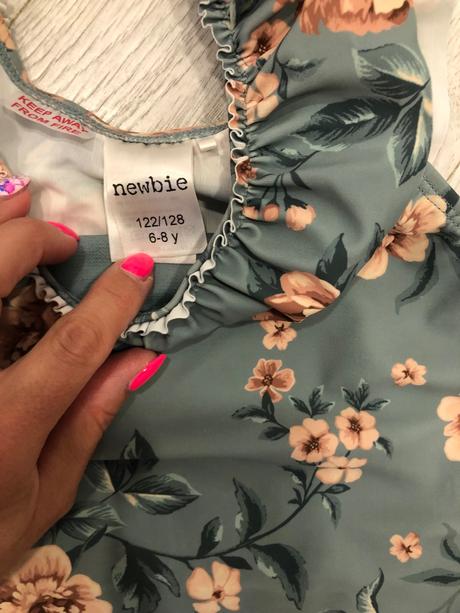 KEEP AWAY
FROM FIRE
newbie
122/128
6-8 y